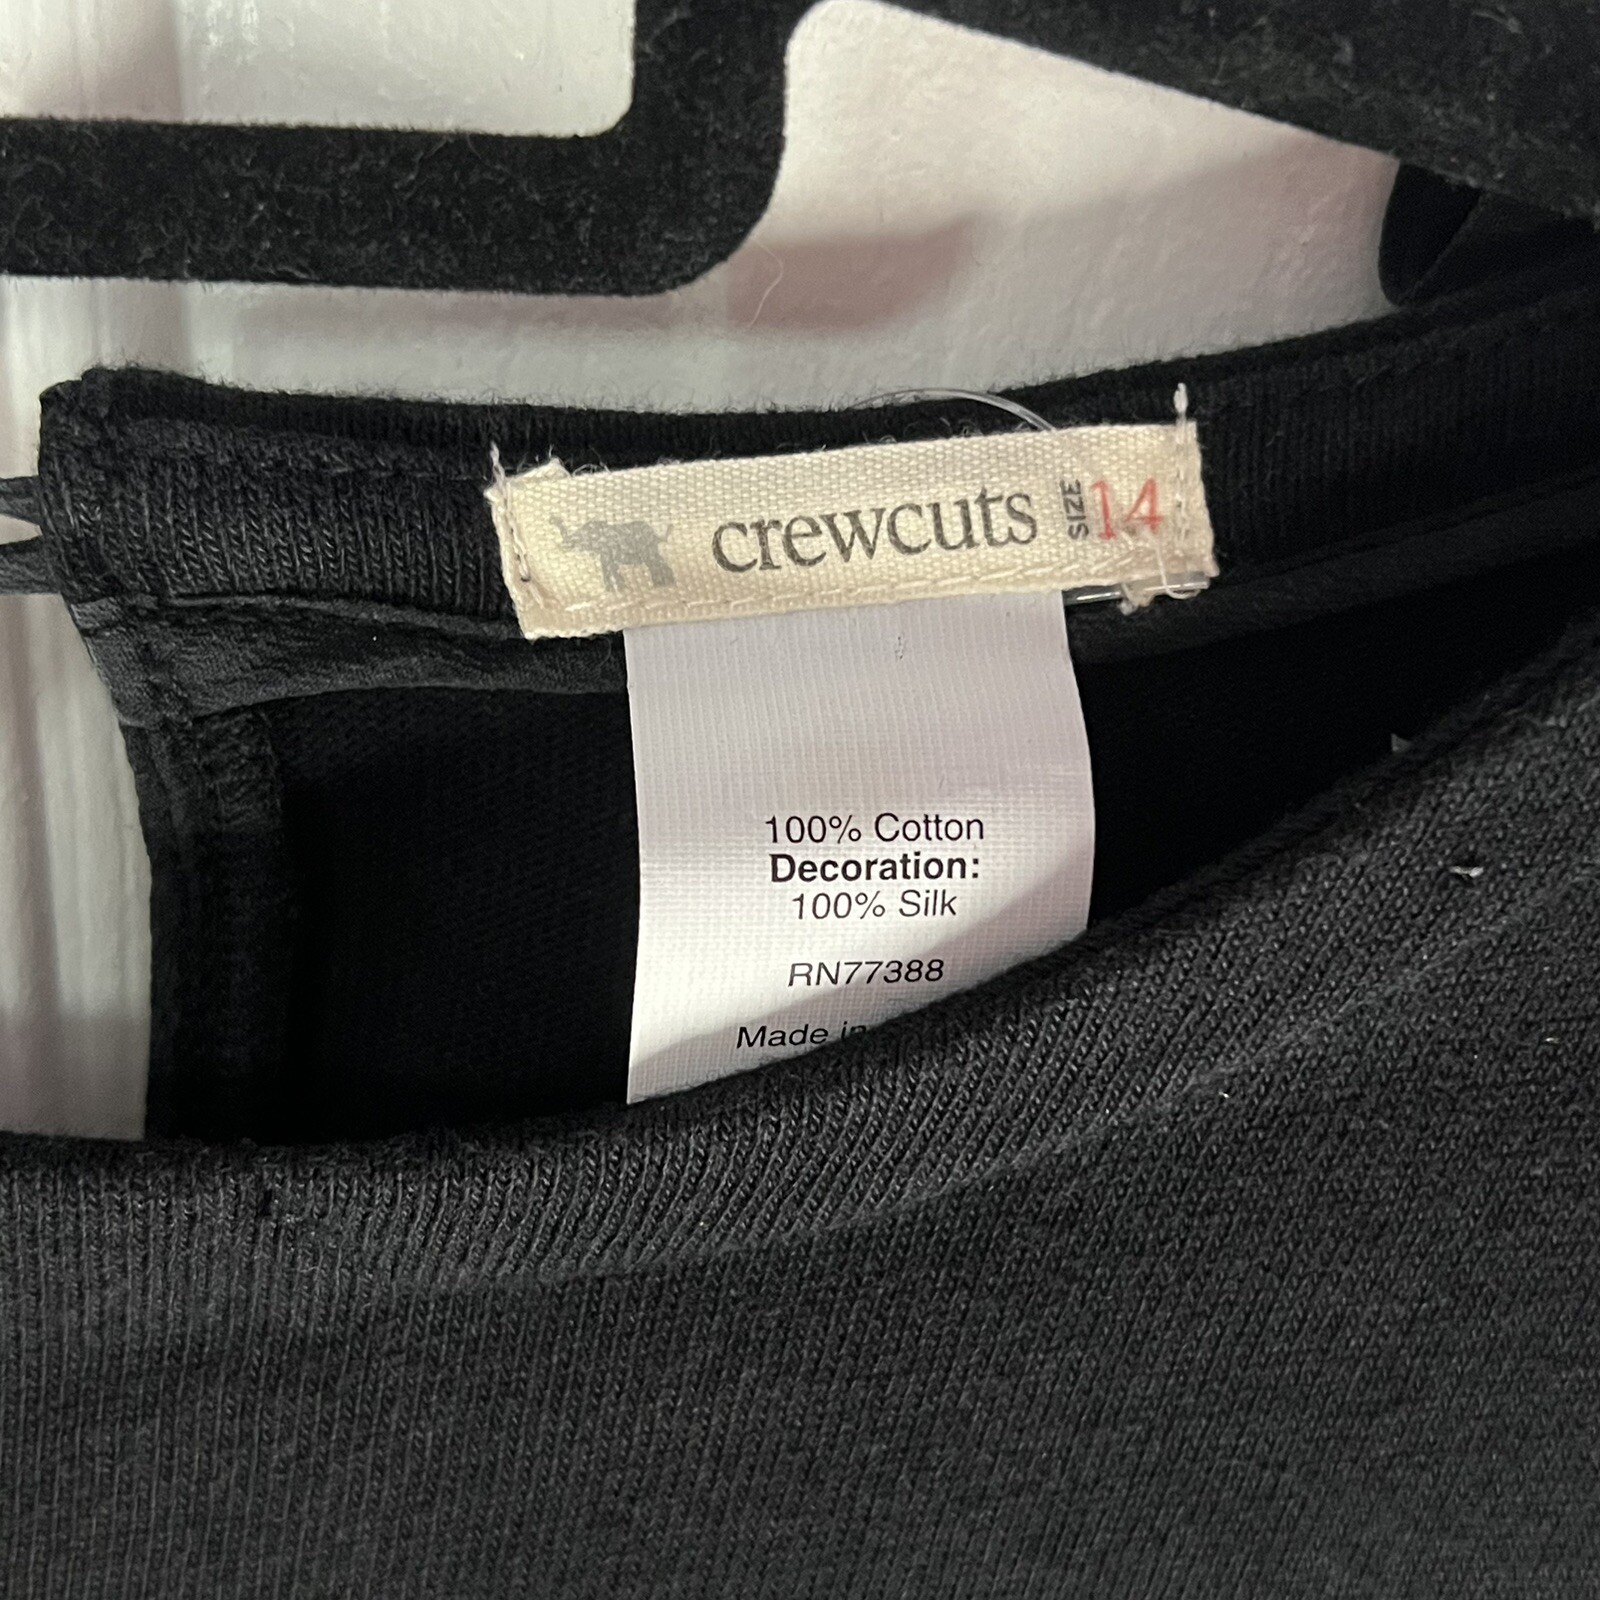 crewcuts SIZE 14
100% Cotton
Decoration:
100% Silk
RN77388
Made in